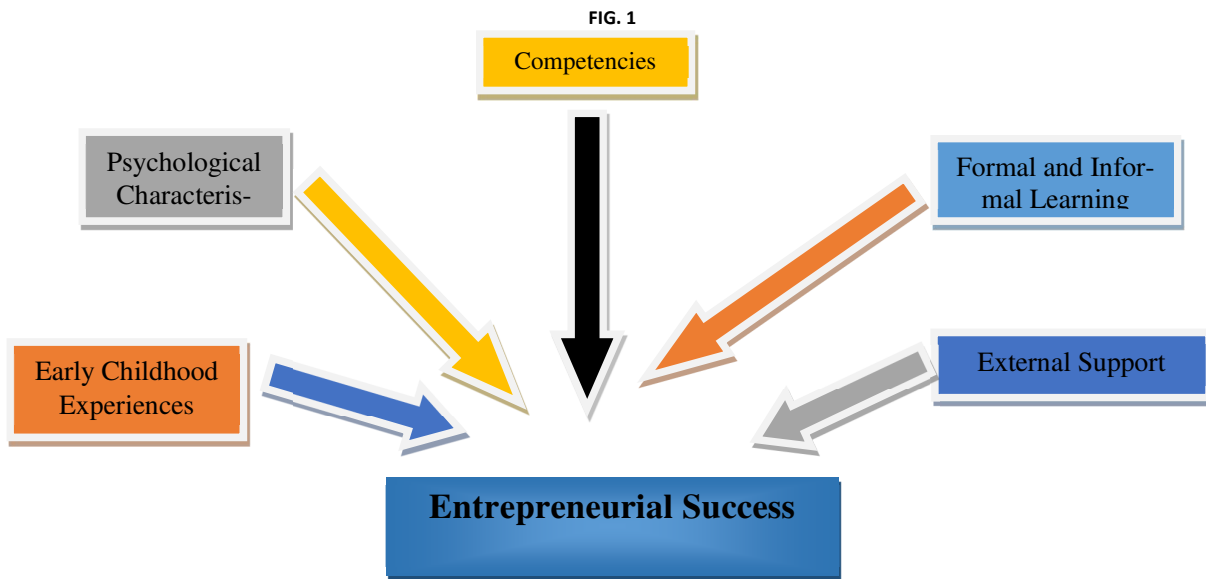 FIG. 1
Competencies
Psychological
Characteris-
Formal and Infor-
mal Learning
Early Childhood
Experiences
External Support
Entrepreneurial Success